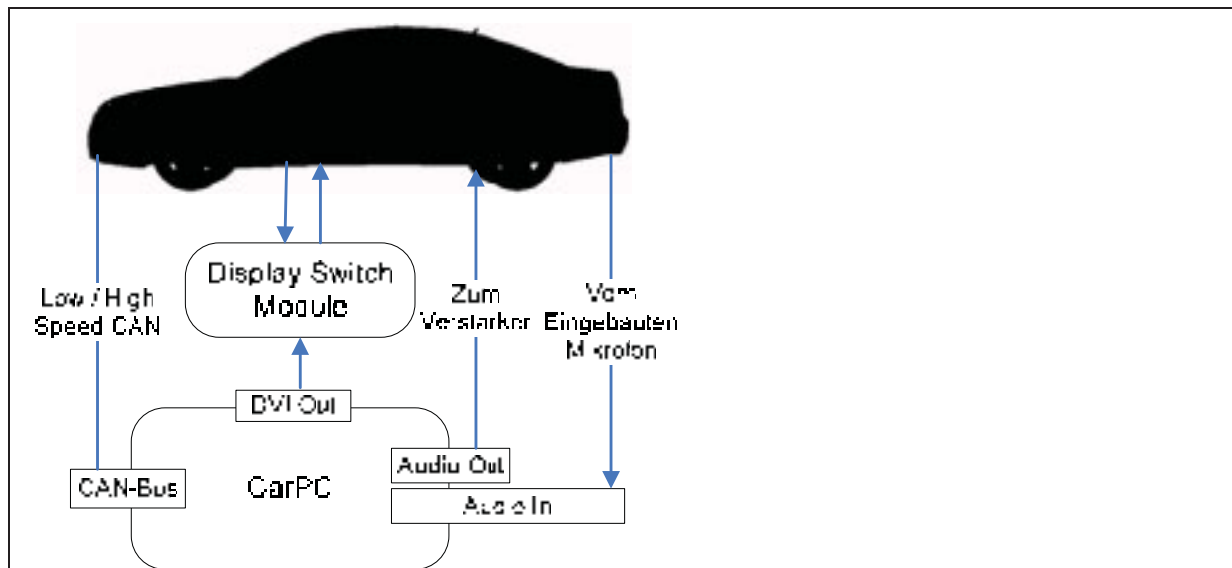 Display Switch
Module
Low / High
Speed CAN
Zum
Verstärker
Vom
Eingebauten
Mikrofon
DVI Out
Audio Out
CAN-Bus
CarPC
Audio In